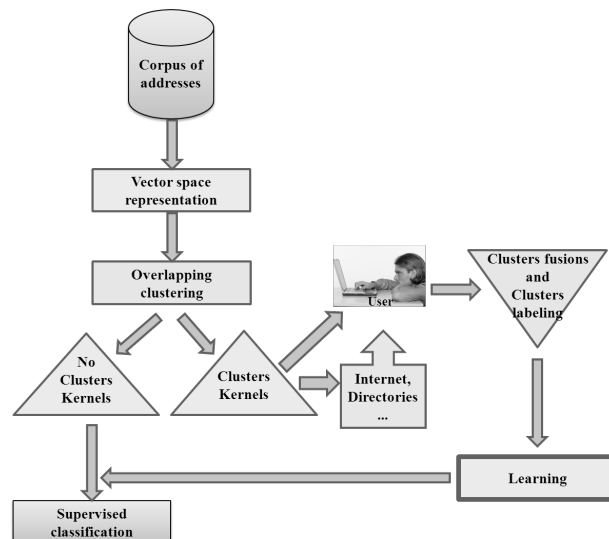 Corpus of
addresses
Vector space
representation
Overlapping
clustering
No
Clusters
Kernels
Clusters
Kernels
User
Internet,
Directories
...
Clusters fusions
and
Clusters
labeling
Learning
Supervised
classification